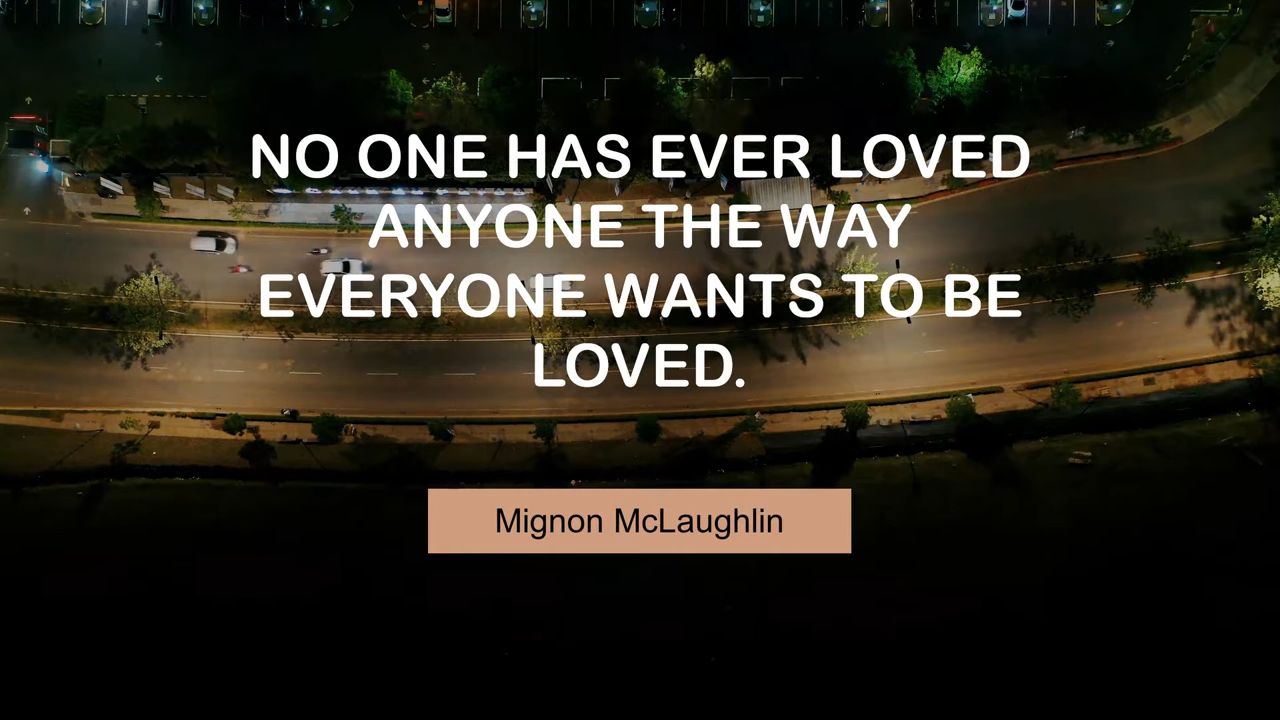 NO ONE HAS EVER LOVED
ANYONE THE WAY
EVERYONE WANTS TO BE
LOVED.
Mignon McLaughlin